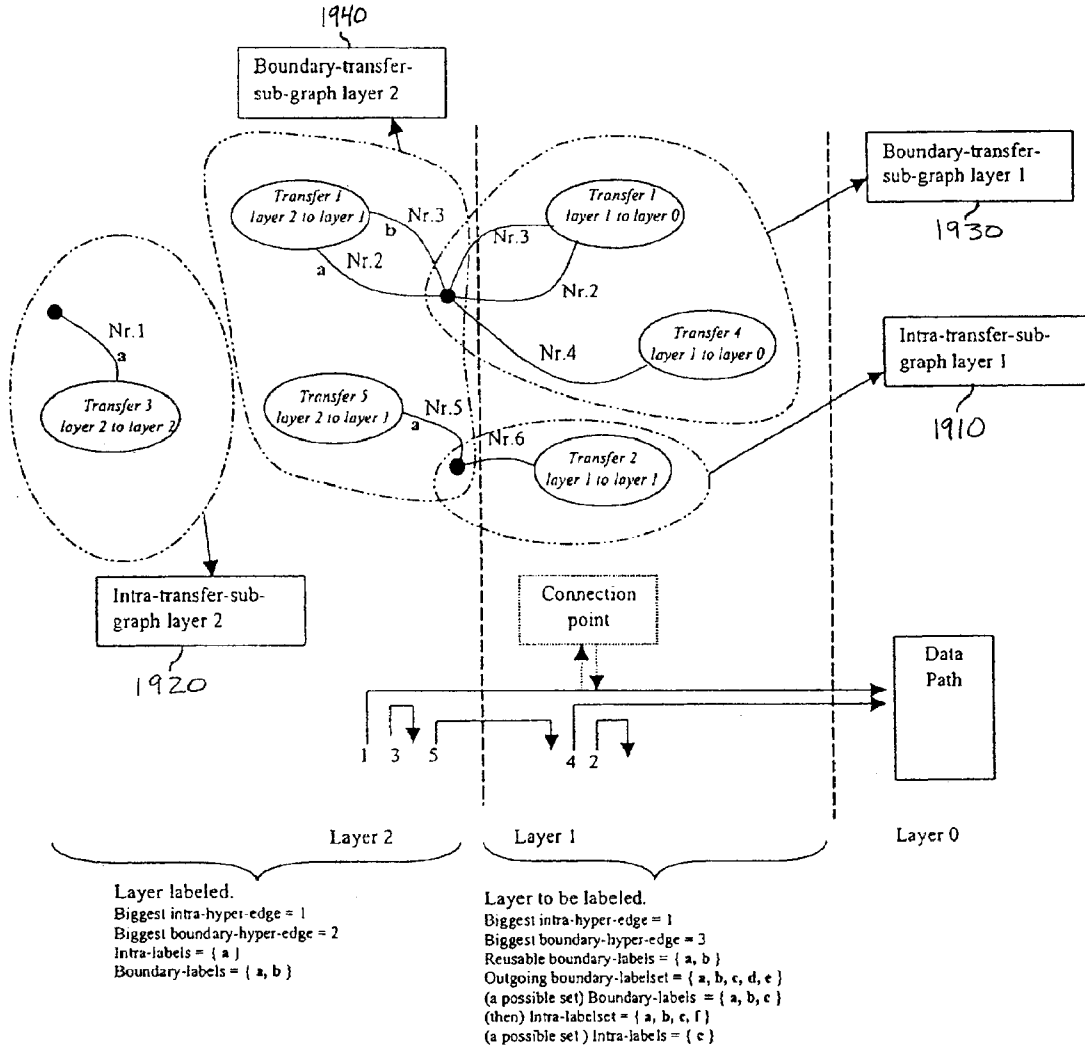 1940
Boundary-transfer-
sub-graph layer 2
Boundary-transfer-
sub-graph layer 1
1930
Transfer 1
layer 2 to layer 1
Nr.3
b
Nr.2
a
Transfer 1
layer 1 to layer 0
Nr.3
Nr.2
Nr.1
a
Transfer 3
layer 2 to layer 2
Nr.4
Transfer 4
layer 1 to layer 0
Intra-transfer-sub-
graph layer 1
1910
Transfer 5
layer 2 to layer 1
Nr.5
a
Nr.6
Transfer 2
layer 1 to layer 1
Intra-transfer-sub-
graph layer 2
1920
Connection
point
Data
Path
1 3 5 4 2
Layer 2
Layer 1
Layer 0
Layer labeled.
Biggest intra-hyper-edge = 1
Biggest boundary-hyper-edge = 2
Intra-labels = { a }
Boundary-labels = { a, b }
Layer to be labeled.
Biggest intra-hyper-edge = 1
Biggest boundary-hyper-edge = 3
Reusable boundary-labels = { a, b }
Outgoing boundary-labelset = { a, b, c, d, e }
(a possible set) Boundary-labels = { a, b, c }
(then) Intra-labelset = { a, b, c, f }
(a possible set ) Intra-labels = { c }